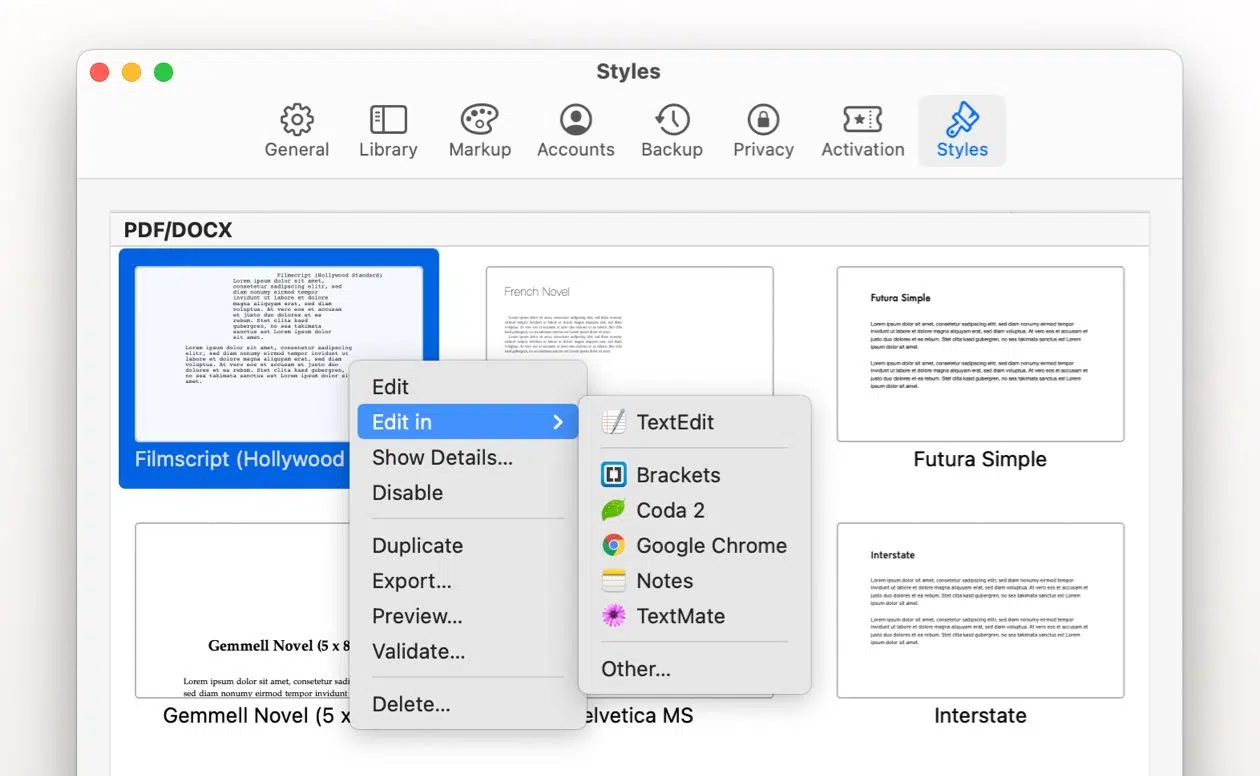 Styles
General
Library
Markup
Accounts
Backup
Privacy
Activation
Styles
PDF/DOCX
Filmscript (Hollywood Standard)
Lorem ipsum dolor sit amet,
consetetur sadipscing elitr, sed
diam nonumy eirmod tempor
invidunt ut labore et dolore
magna aliquyam erat, sed diam
voluptua. At vero eos et accusam
et justo duo dolores et ea
rebum. Stet clita kasd
gubergren, no sea takimata
sanctus est Lorem ipsum dolor
sit amet.
Lorem ipsum dolor sit amet, consetetur sadipscing
elitr, sed diam nonumy eirmod tempor invidunt ut
labore et dolore magna aliquyam erat, sed diam
voluptua. At vero eos et accusam et justo duo
dolores et ea rebum. Stet clita kasd gubergren,
no sea takimata sanctus est Lorem ipsum dolor si
amet.
Filmscript (Hollywood
French Novel
Futura Simple
Lorem ipsum dolor sit amet, consetetur sadipscing elitr, sed diam nonumy eirmod tempor
invidunt ut labore et dolore magna aliquyam erat, sed diam voluptua. At vero eos et accusam et
justo duo dolores et ea rebum. Stet clita kasd gubergren, no sea takimata sanctus est Lorem
ipsum dolor sit amet.
Lorem ipsum dolor sit amet, consetetur sadipscing elitr, sed diam nonumy eirmod tempor
invidunt ut labore et dolore magna aliquyam erat, sed diam voluptua. At vero eos et accusam et
justo duo dolores et ea rebum. Stet clita kasd gubergren, no sea takimata sanctus est Lorem
ipsum dolor sit amet.
Futura Simple
Edit
Edit in
Show Details...
Disable
Duplicate
Export...
Preview...
Validate...
Delete...
TextEdit
Brackets
Coda 2
Google Chrome
Notes
TextMate
Other...
Gemmell Novel (5 x 8
Lorem ipsum dolor sit amet, consetetur sadi
sed diam nonumy eirmod tempor invidunt
Gemmell Novel (5 x
elvetica MS
Interstate
Lorem ipsum dolor sit amet, consetetur sadipscing elitr, sed diam nonumy eirmod tempor
invidunt ut labore et dolore magna aliquyam erat, sed diam voluptua. At vero eos et accusam et
justo duo dolores et ea rebum. Stet clita kasd gubergren, no sea takimata sanctus est Lorem
ipsum dolor sit amet.
Lorem ipsum dolor sit amet, consetetur sadipscing elitr, sed diam nonumy eirmod tempor
invidunt ut labore et dolore magna aliquyam erat, sed diam voluptua. At vero eos et accusam et
justo duo dolores et ea rebum. Stet clita kasd gubergren, no sea takimata sanctus est Lorem
ipsum dolor sit amet.
Interstate